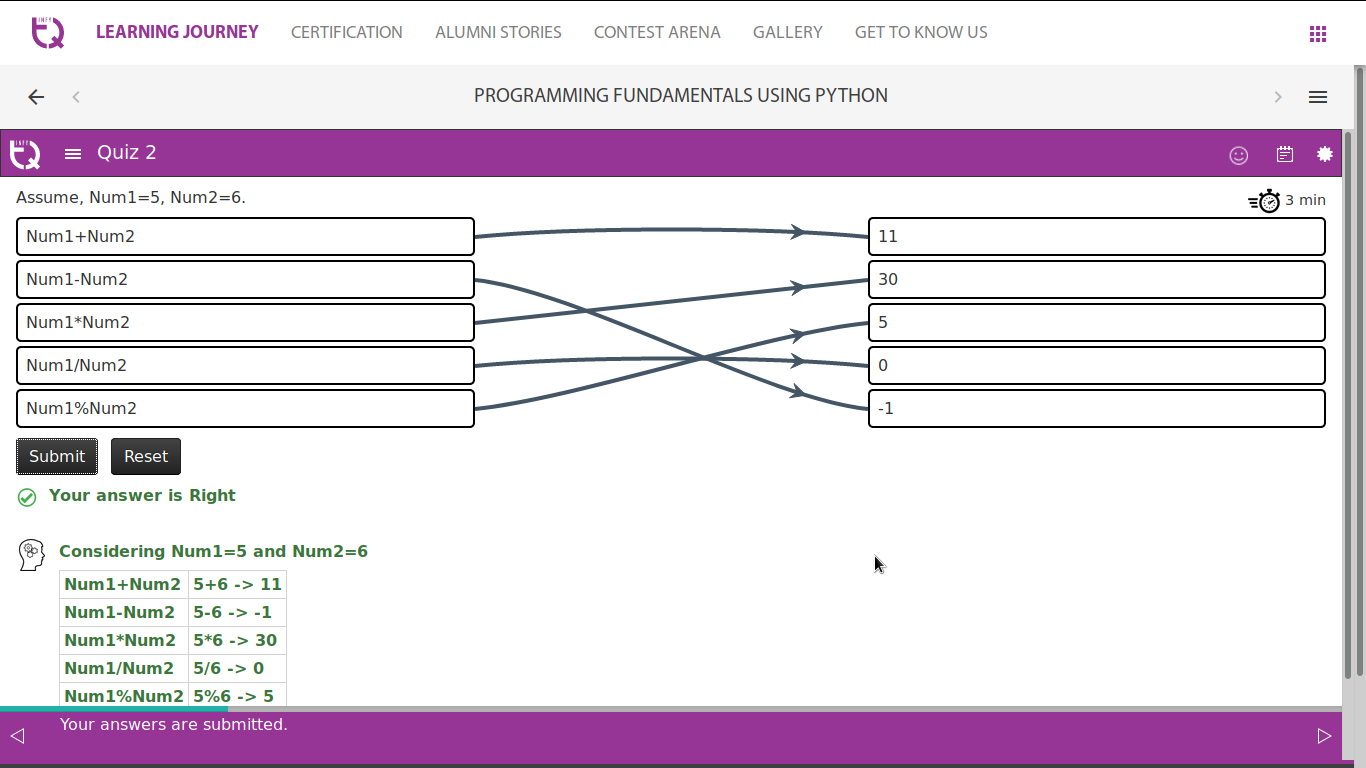 INFY
TQ
LEARNING JOURNEY CERTIFICATION ALUMNI STORIES CONTEST ARENA GALLERY GET TO KNOW US
PROGRAMMING FUNDAMENTALS USING PYTHON
INFY
TQ
Quiz 2
Assume, Num1=5, Num2=6.
3 min
Num1+Num2 11
Num1-Num2 30
Num1*Num2 5
Num1/Num2 0
Num1%Num2 -1
Submit Reset
Your answer is Right
Considering Num1=5 and Num2=6
Num1+Num2 5+6 -> 11
Num1-Num2 5-6 -> -1
Num1*Num2 5*6 -> 30
Num1/Num2 5/6 -> 0
Num1%Num2 5%6 -> 5
Your answers are submitted.